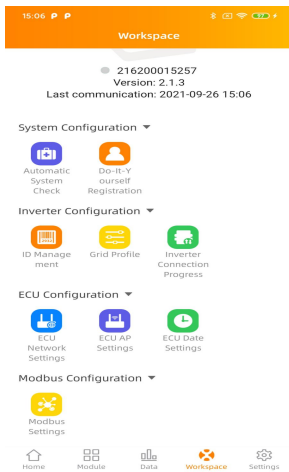 15:06 P P 97
Workspace
216200015257
Version: 2.1.3
Last communication: 2021-09-26 15:06
System Configuration
Automatic Do-It-Y
System ourself
Check Registration
Inverter Configuration
ID Manage Grid Profile Inverter
ment Connection
Progress
ECU Configuration
ECU ECU AP ECU Date
Network Settings Settings
Settings
Modbus Configuration
Modbus
Settings
Home Module Data Workspace Settings